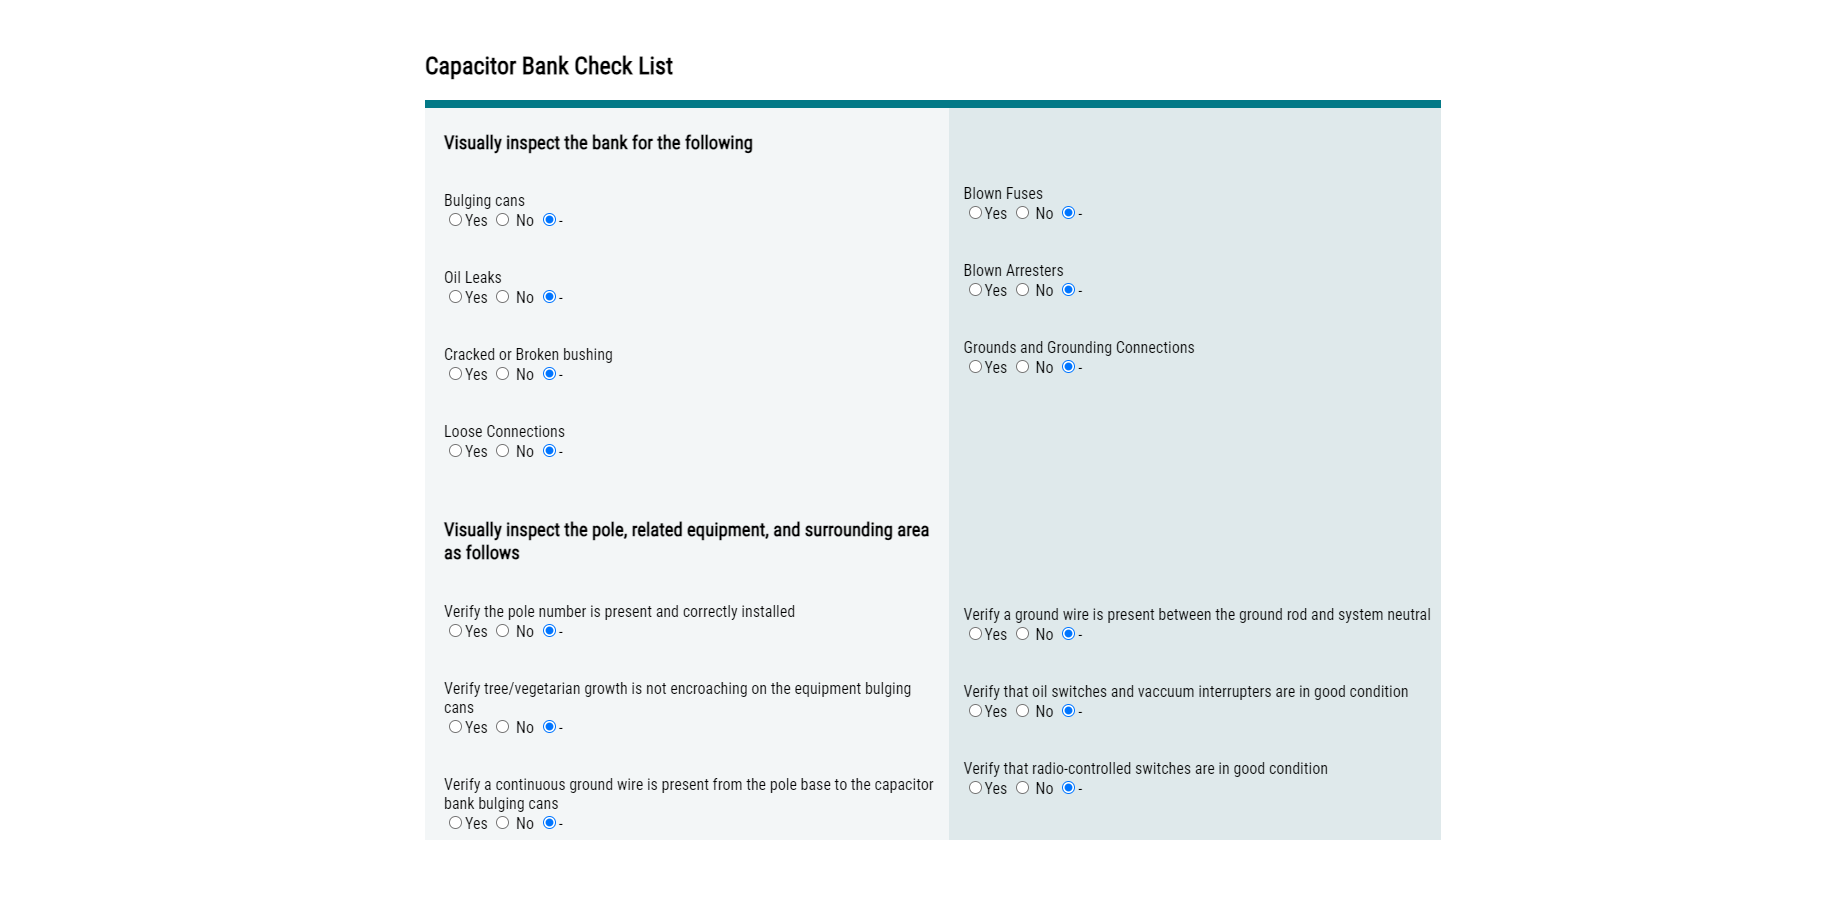 Capacitor Bank Check List
Visually inspect the bank for the following
Bulging cans
Yes No -
Oil Leaks
Yes No -
Cracked or Broken bushing
Yes No -
Loose Connections
Yes No -
Blown Fuses
Yes No -
Blown Arresters
Yes No -
Grounds and Grounding Connections
Yes No -
Visually inspect the pole, related equipment, and surrounding area
as follows
Verify the pole number is present and correctly installed
Yes No -
Verify tree/vegetarian growth is not encroaching on the equipment bulging
cans
Yes No -
Verify a continuous ground wire is present from the pole base to the capacitor
bank bulging cans
Yes No -
Verify a ground wire is present between the ground rod and system neutral
Yes No -
Verify that oil switches and vaccuum interrupters are in good condition
Yes No -
Verify that radio-controlled switches are in good condition
Yes No -